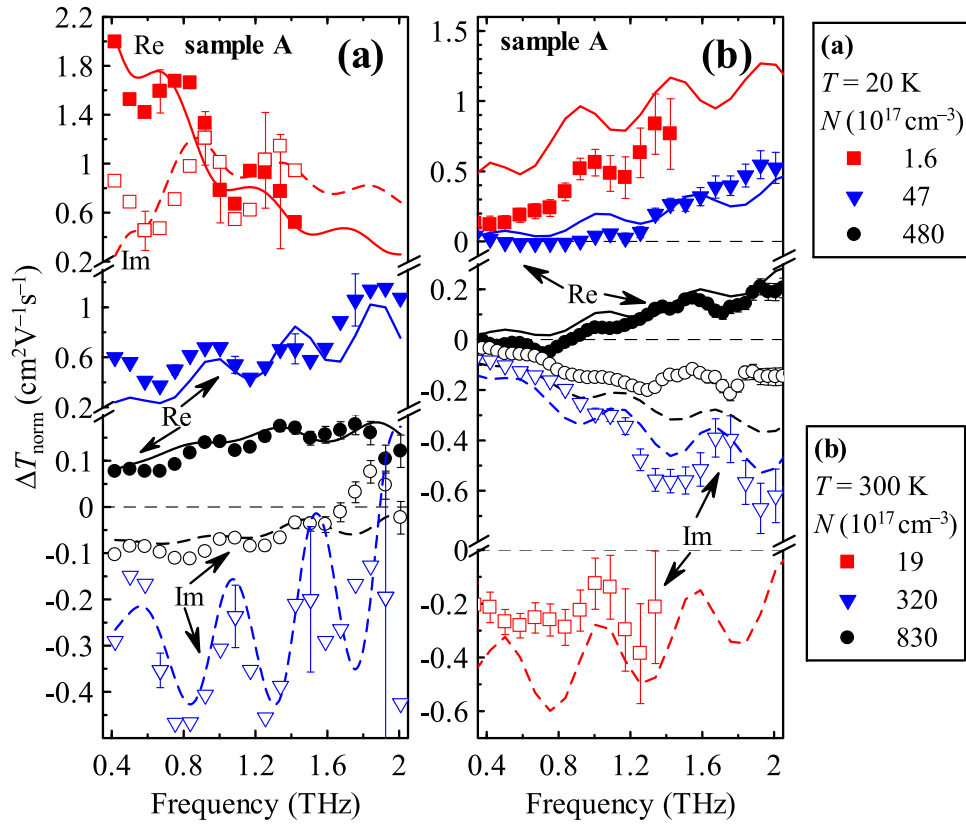 ΔT_norm (cm²V⁻¹s⁻¹)
2.2
1.8
1.4
1.0
0.6
0.2
1
0.6
0.2
0.1
0
-0.1
-0.2
-0.3
-0.4
Re
sample A
(a)
Im
Re
Im
0.4 0.8 1.2 1.6 2
Frequency (THz)
1.5
1
0.5
0
0.2
0
-0.2
-0.4
-0.6
0
-0.2
-0.4
-0.6
sample A
(b)
Re
Im
0.4 0.8 1.2 1.6 2
Frequency (THz)
(a)
T = 20 K
N (10¹⁷ cm⁻³)
1.6
47
480
(b)
T = 300 K
N (10¹⁷ cm⁻³)
19
320
830